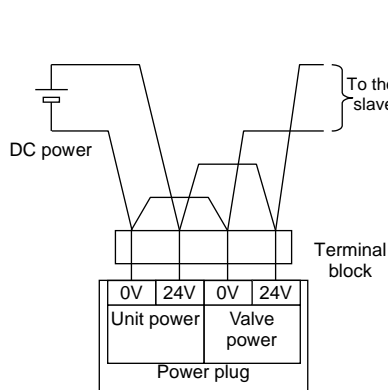 To the
slave
DC power
Terminal
block
0V 24V 0V 24V
Unit power
Valve
power
Power plug